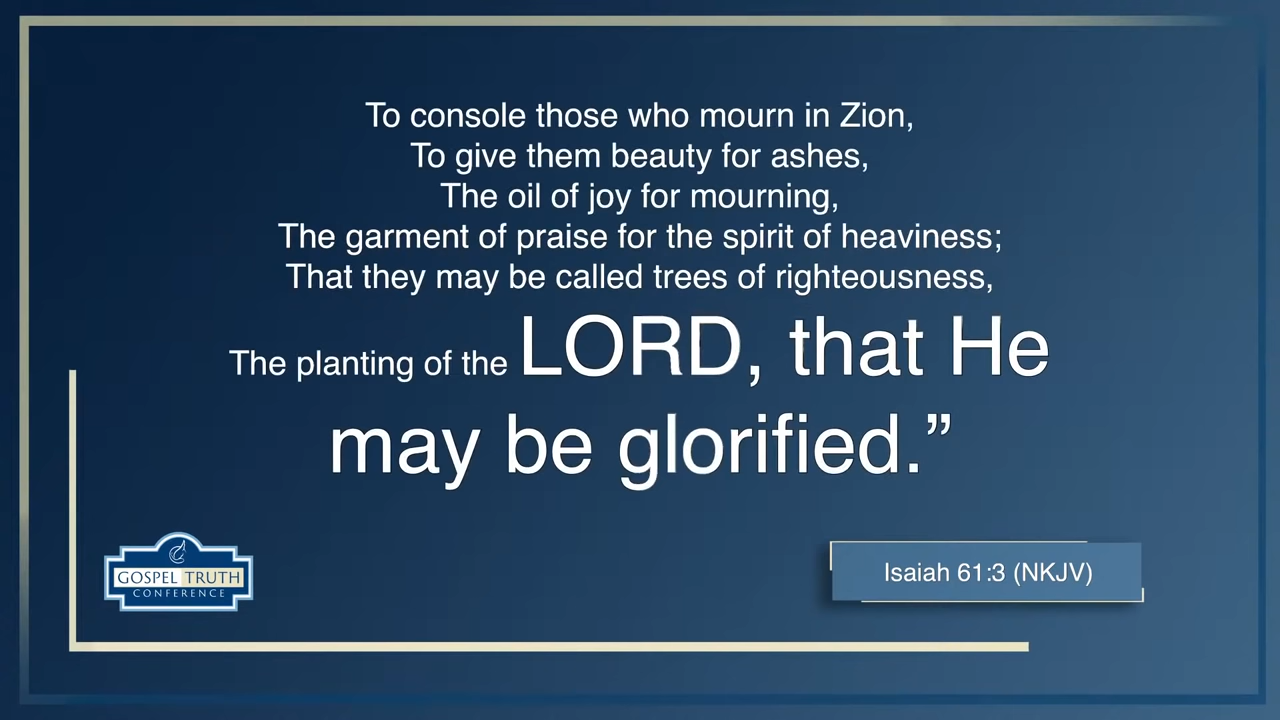 To console those who mourn in Zion,
To give them beauty for ashes,
The oil of joy for mourning,
The garment of praise for the spirit of heaviness;
That they may be called trees of righteousness,
The planting of the LORD, that He
may be glorified.”
GOSPEL TRUTH
CONFERENCE
Isaiah 61:3 (NKJV)